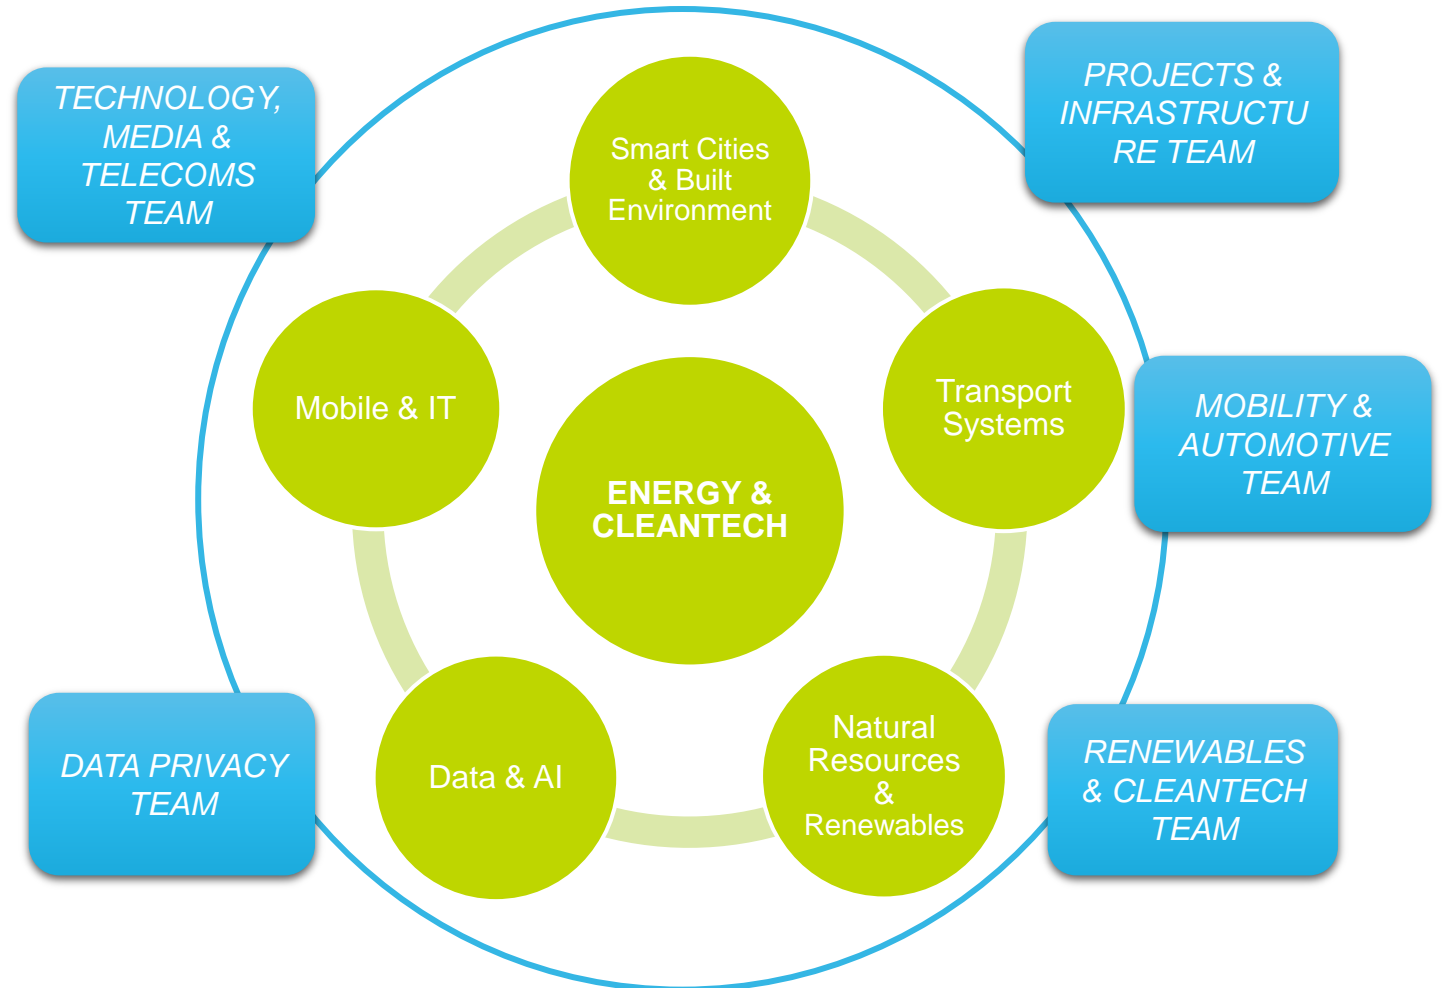 TECHNOLOGY,
MEDIA &
TELECOMS
TEAM
PROJECTS &
INFRASTRUCTU
RE TEAM
Smart Cities
& Built
Environment
Mobile & IT
Transport
Systems
MOBILITY &
AUTOMOTIVE
TEAM
ENERGY &
CLEANTECH
DATA PRIVACY
TEAM
Data & AI
Natural
Resources
&
Renewables
RENEWABLES
& CLEANTECH
TEAM